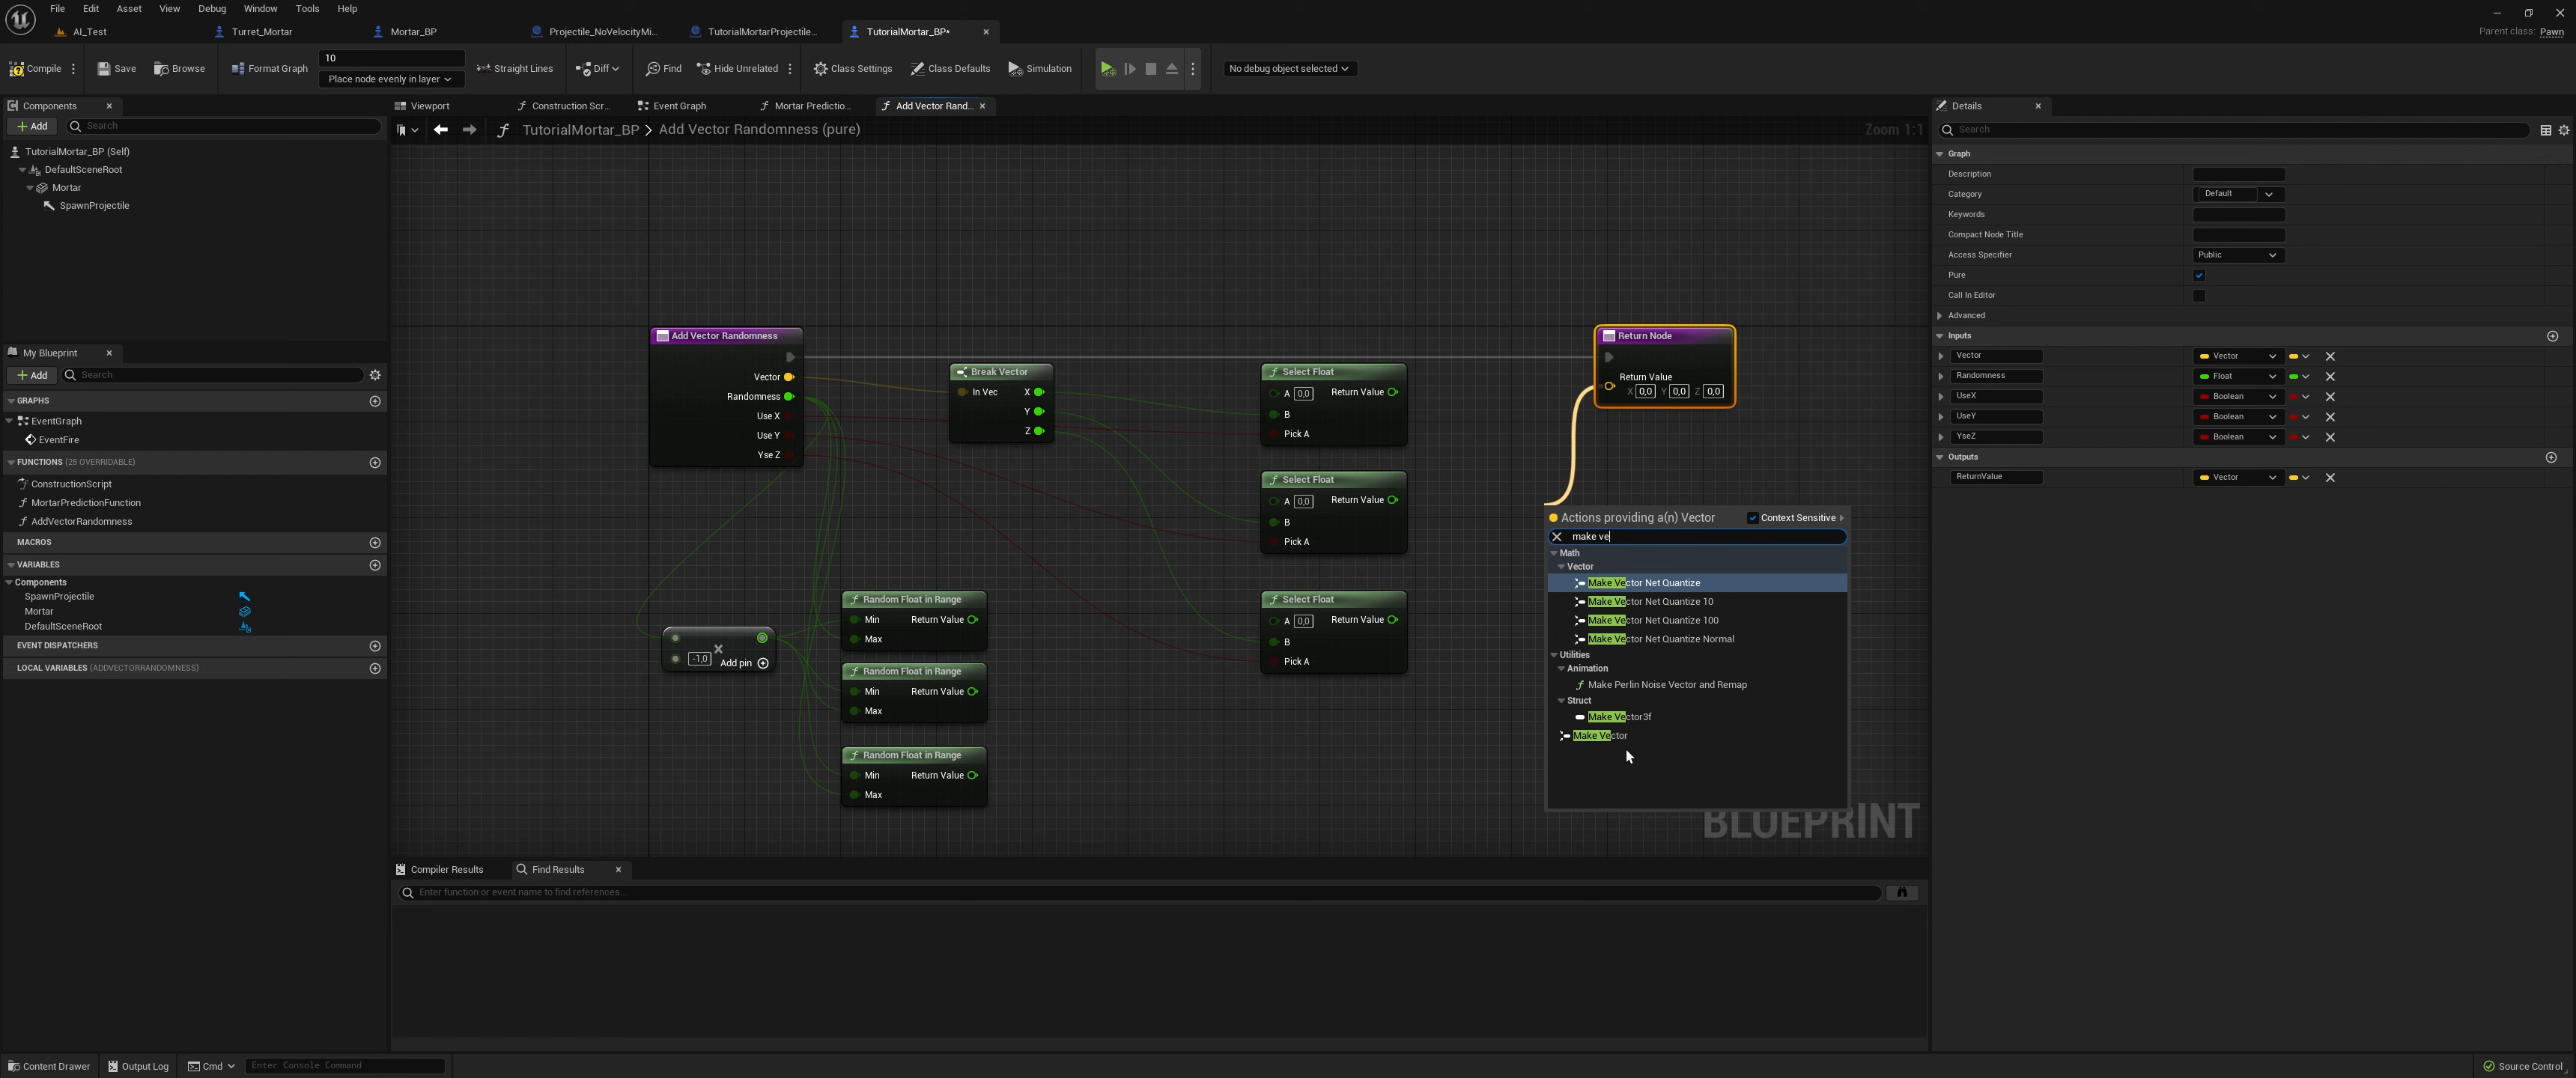 File Edit Asset View Debug Window Tools Help
AI_Test Turret_Mortar Mortar_BP Projectile_NoVelocityMi... TutorialMortarProjectile... TutorialMortar_BP*
Parent class: Pawn
10
Compile Save Browse Format Graph Place node evenly in layer Straight Lines Diff Find Hide Unrelated Class Settings Class Defaults Simulation No debug object selected
Components
Add Search
TutorialMortar_BP (Self)
DefaultSceneRoot
Mortar
SpawnProjectile
My Blueprint
Add Search
GRAPHS
EventGraph
EventFire
FUNCTIONS (25 OVERRIDABLE)
ConstructionScript
MortarPredictionFunction
AddVectorRandomness
MACROS
VARIABLES
Components
SpawnProjectile
Mortar
DefaultSceneRoot
EVENT DISPATCHERS
LOCAL VARIABLES (ADDVECTORRANDOMNESS)
Viewport Construction Scr... Event Graph Mortar Predictio... Add Vector Rand...
TutorialMortar_BP > Add Vector Randomness (pure)
Zoom 1:1
Add Vector Randomness
Vector
Randomness
Use X
Use Y
Yse Z
Break Vector
In Vec X
Y
Z
Select Float
A 0,0 Return Value
B
Pick A
Select Float
A 0,0 Return Value
B
Pick A
Select Float
A 0,0 Return Value
B
Pick A
Return Node
Return Value
X 0,0 Y 0,0 Z 0,0
-1,0
Add pin
Random Float in Range
Min Return Value
Max
Random Float in Range
Min Return Value
Max
Random Float in Range
Min Return Value
Max
Actions providing a(n) Vector Context Sensitive
make ve
Math
Vector
Make Vector Net Quantize
Make Vector Net Quantize 10
Make Vector Net Quantize 100
Make Vector Net Quantize Normal
Utilities
Animation
Make Perlin Noise Vector and Remap
Struct
Make Vector3f
Make Vector
BLUEPRINT
Compiler Results Find Results
Enter function or event name to find references...
Details
Search
Graph
Description
Category Default
Keywords
Compact Node Title
Access Specifier Public
Pure
Call In Editor
Advanced
Inputs
Vector Vector
Randomness Float
UseX Boolean
UseY Boolean
YseZ Boolean
Outputs
ReturnValue Vector
Content Drawer Output Log Cmd Enter Console Command
Source Control